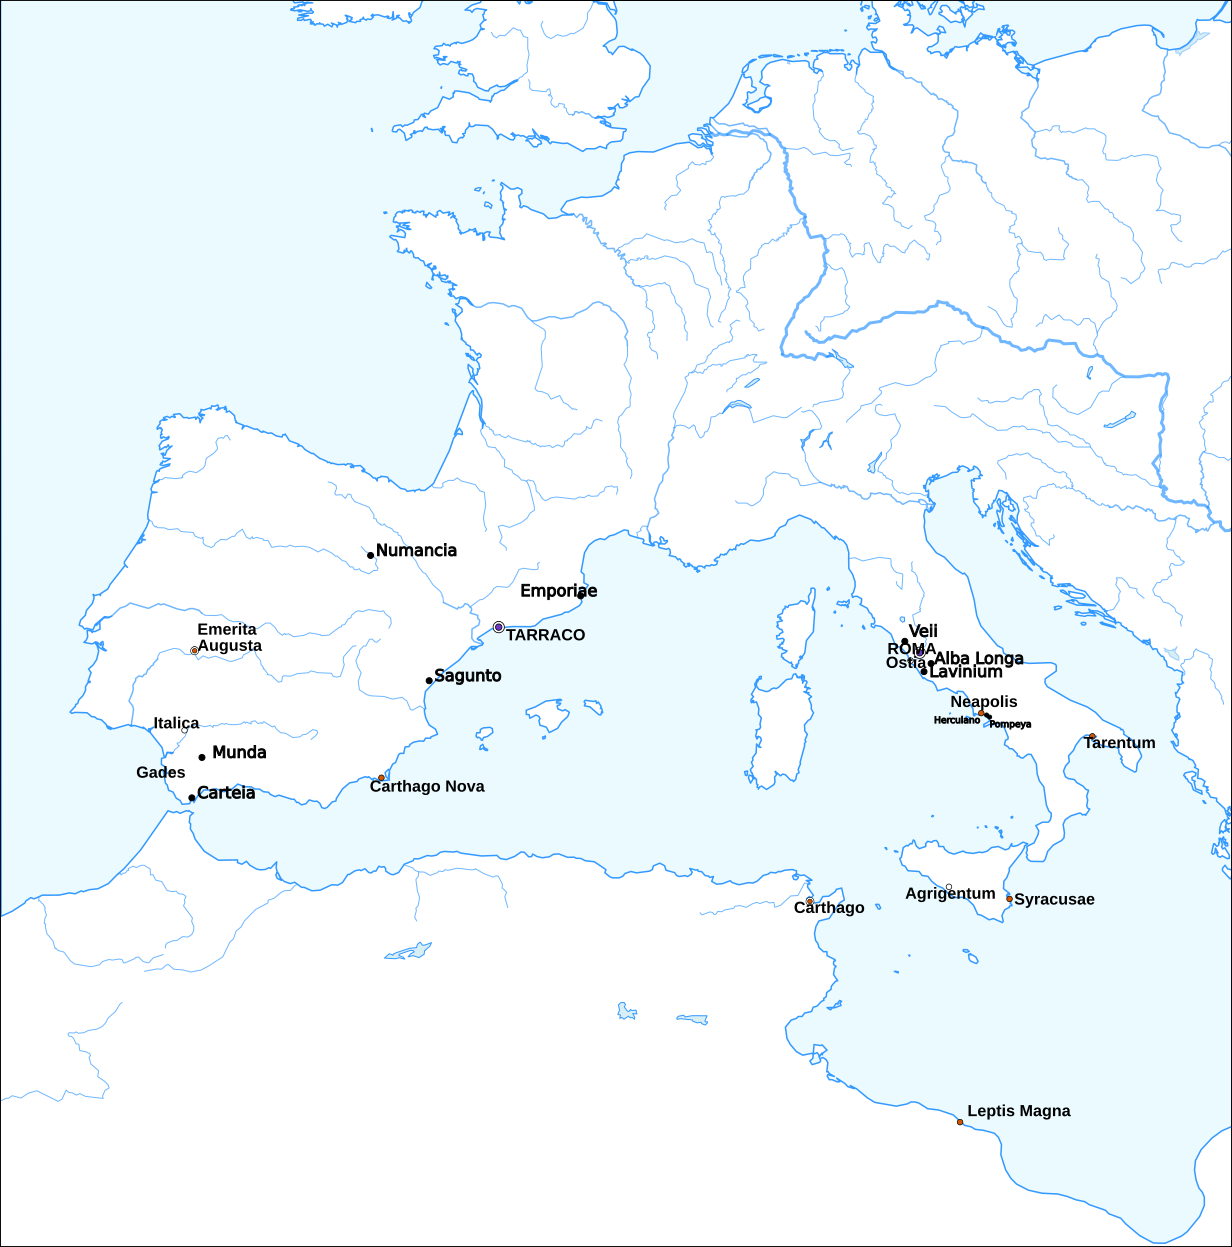 Numancia
Emporiae
TARRACO
Emerita
Augusta
Veii
ROMA
Ostia
Alba Longa
Lavinium
Sagunto
Neapolis
Herculano
Pompeya
Italica
Tarentum
Munda
Gades
Carthago Nova
Carteia
Agrigentum
Syracusae
Carthago
Leptis Magna